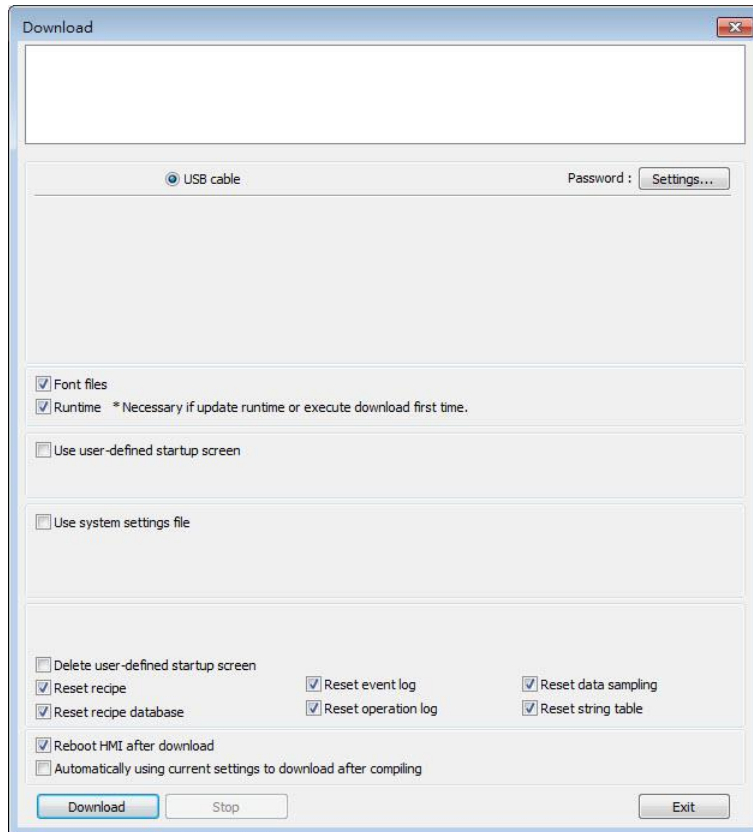 Download
USB cable Password : Settings...
Font files
Runtime * Necessary if update runtime or execute download first time.
Use user-defined startup screen
Use system settings file
Delete user-defined startup screen
Reset recipe Reset event log Reset data sampling
Reset recipe database Reset operation log Reset string table
Reboot HMI after download
Automatically using current settings to download after compiling
Download Stop Exit